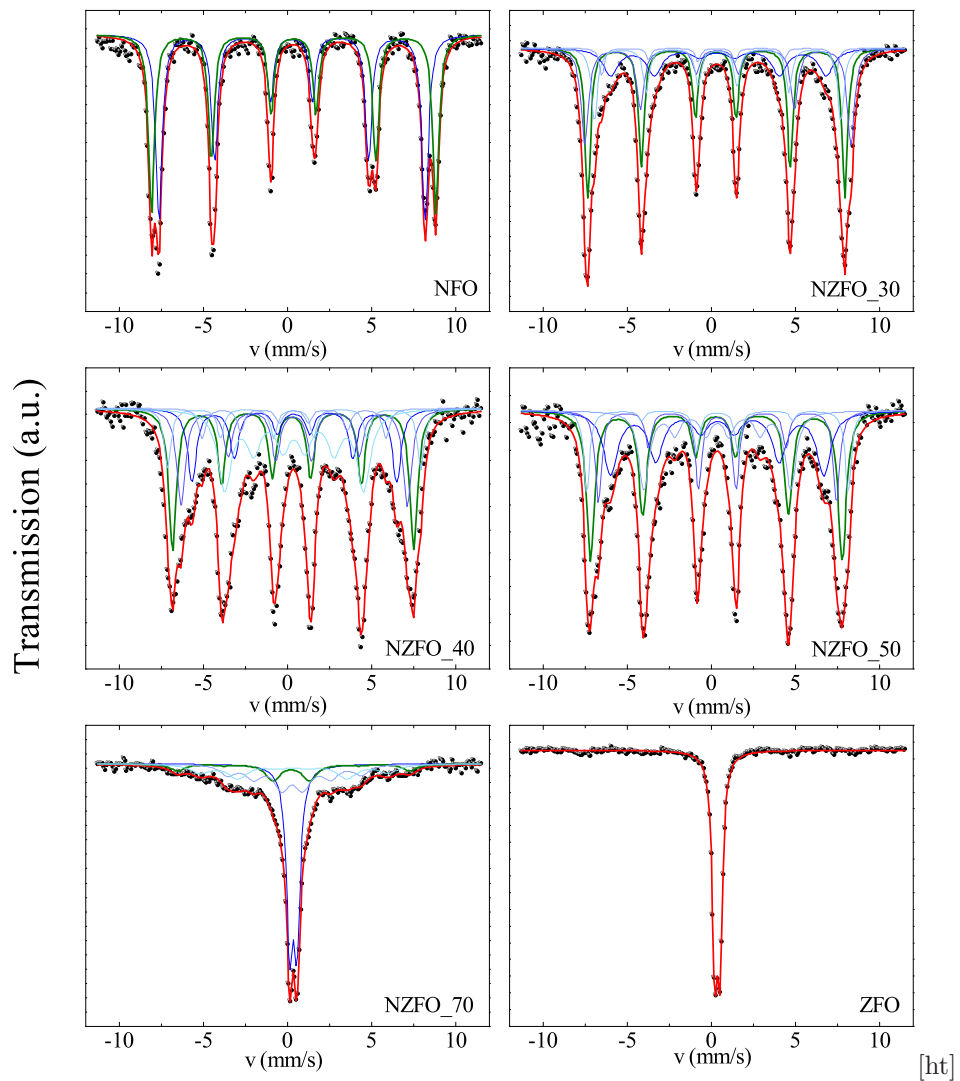 NFO
-10 -5 0 5 10
v (mm/s)
NZFO_30
-10 -5 0 5 10
v (mm/s)
Transmission (a.u.)
NZFO_40
-10 -5 0 5 10
v (mm/s)
NZFO_50
-10 -5 0 5 10
v (mm/s)
NZFO_70
-10 -5 0 5 10
v (mm/s)
ZFO
-10 -5 0 5 10
v (mm/s)
[ht]